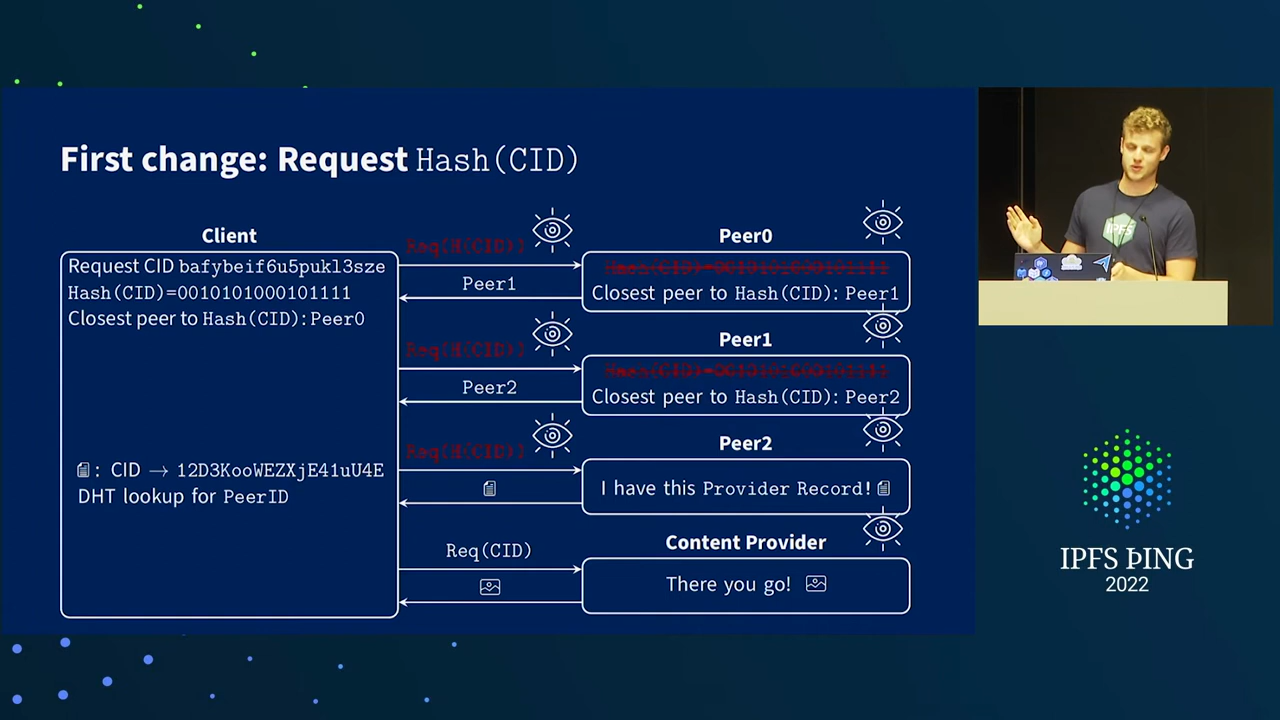 First change: Request Hash(CID)
Client
Request CID bafybeif6u5pukl3sze
Hash(CID)=0010101000101111
Closest peer to Hash(CID):Peer0
📄: CID → 12D3KooWEZXjE41uU4E
DHT lookup for PeerID
Req(H(CID))
Peer1
Req(H(CID))
Peer2
Req(H(CID))
Req(CID)
Peer0
Hash(CID)=0010101000101111
Closest peer to Hash(CID): Peer1
Peer1
Hash(CID)=0010101000101111
Closest peer to Hash(CID): Peer2
Peer2
I have this Provider Record!
Content Provider
There you go!
IPFS
IPFS ÞING
2022